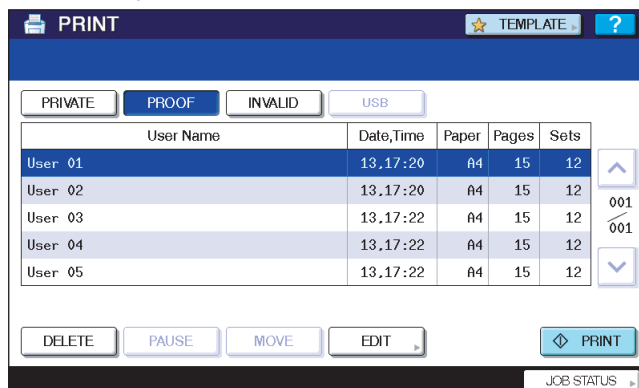 PRINT TEMPLATE ?
PRIVATE PROOF INVALID USB
User Name Date,Time Paper Pages Sets
User 01 13,17:20 A4 15 12
User 02 13,17:20 A4 15 12
User 03 13,17:22 A4 15 12
User 04 13,17:22 A4 15 12
User 05 13,17:22 A4 15 12
001
001
DELETE PAUSE MOVE EDIT PRINT
JOB STATUS